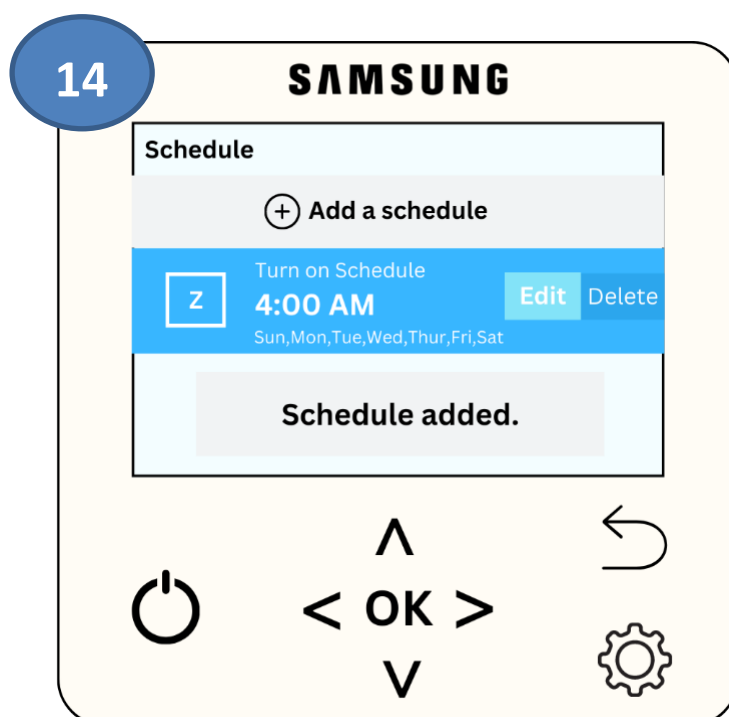 14
SAMSUNG
Schedule
Add a schedule
Z
Turn on Schedule
4:00 AM
Sun,Mon,Tue,Wed,Thur,Fri,Sat
Edit Delete
Schedule added.
OK